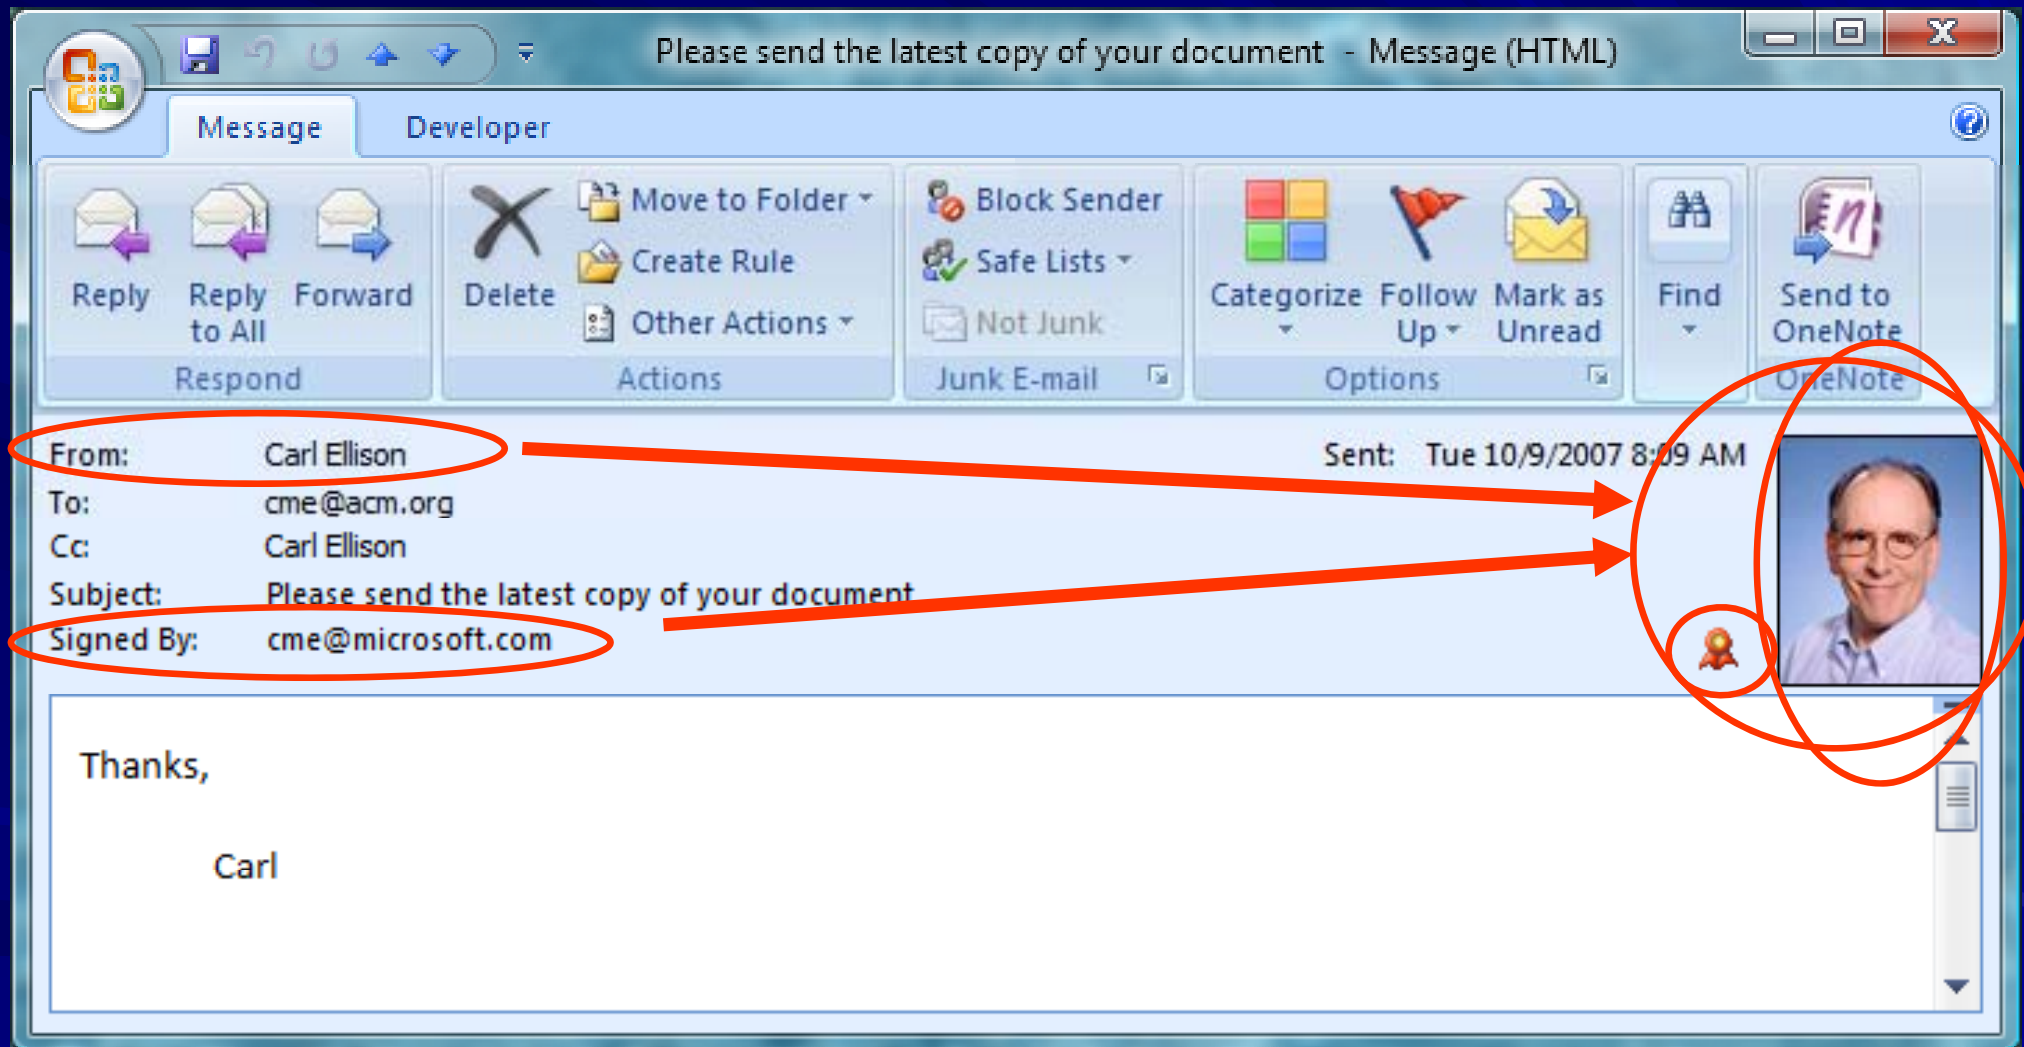 Please send the latest copy of your document - Message (HTML)
Message Developer
Reply
Reply to All
Forward
Respond
Delete
Move to Folder
Create Rule
Other Actions
Actions
Block Sender
Safe Lists
Not Junk
Junk E-mail
Categorize
Follow Up
Mark as Unread
Options
Find
Send to OneNote
OneNote
From: Carl Ellison
Sent: Tue 10/9/2007 8:09 AM
To: cme@acm.org
Cc: Carl Ellison
Subject: Please send the latest copy of your document
Signed By: cme@microsoft.com
Thanks,
Carl